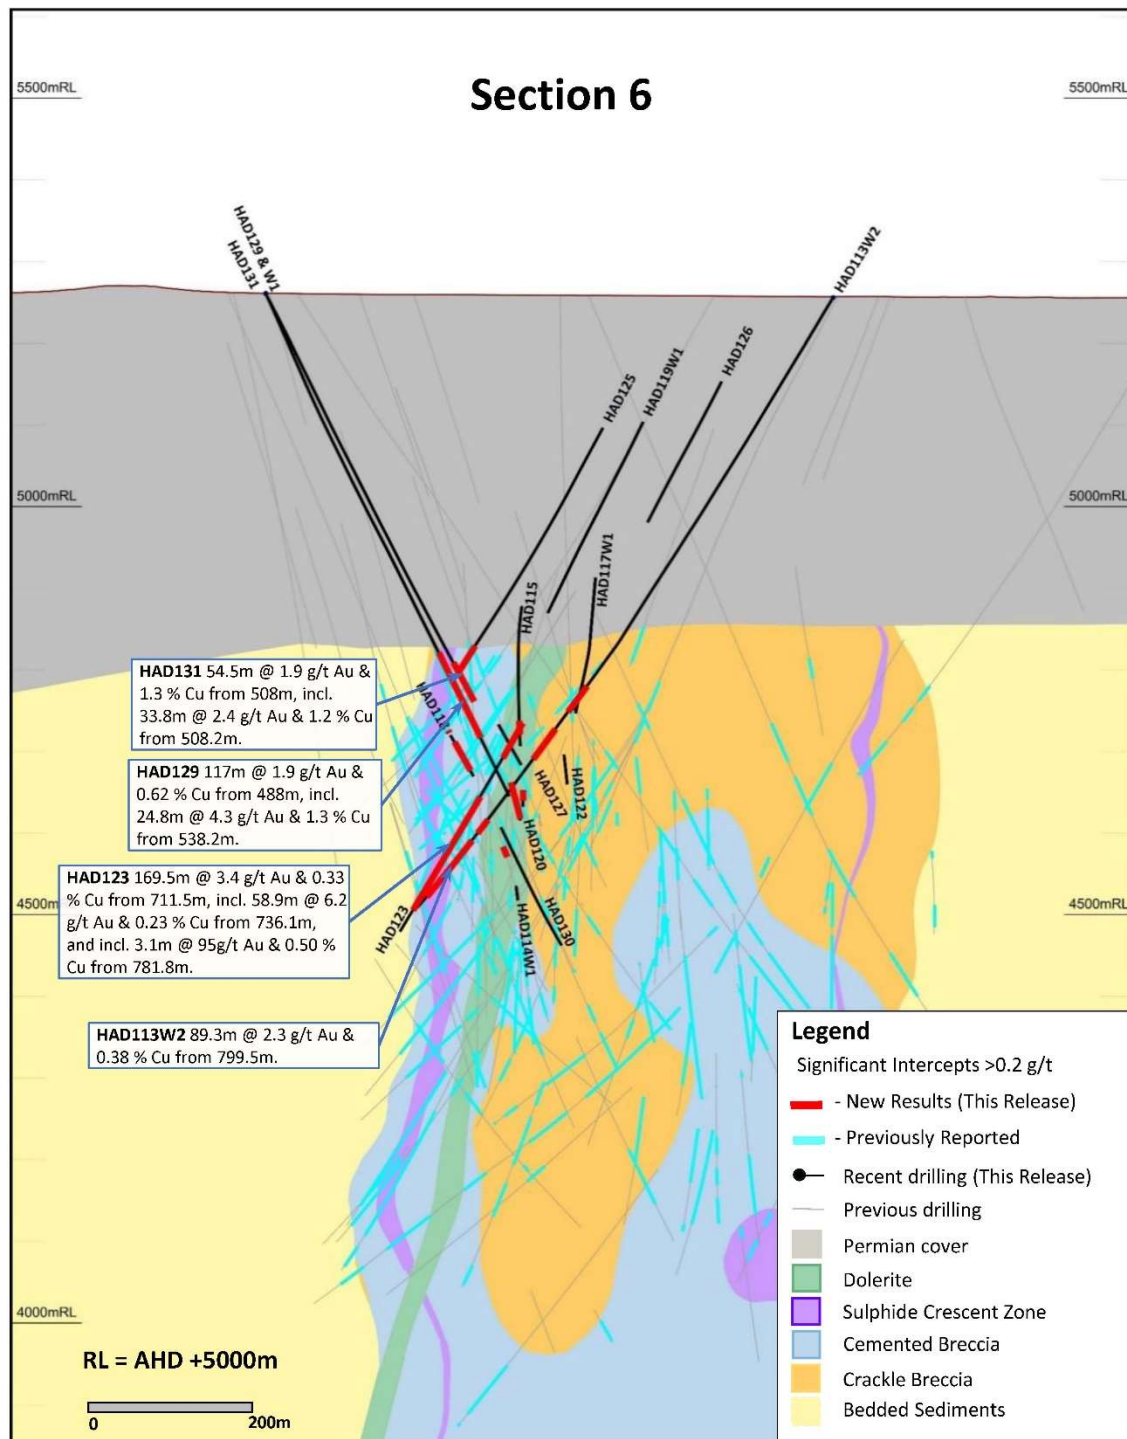 Section 6
5500mRL
5500mRL
HAD129 & W1
HAD131
HAD113W2
HAD126
HAD119W1
HAD125
5000mRL
5000mRL
HAD117W1
HAD115
HAD131 54.5m @ 1.9 g/t Au &
1.3 % Cu from 508m, incl.
33.8m @ 2.4 g/t Au & 1.2 % Cu
from 508.2m.
HAD129 117m @ 1.9 g/t Au &
0.62 % Cu from 488m, incl.
24.8m @ 4.3 g/t Au & 1.3 % Cu
from 538.2m.
HAD127
HAD122
HAD120
HAD123 169.5m @ 3.4 g/t Au & 0.33
% Cu from 711.5m, incl. 58.9m @ 6.2
g/t Au & 0.23 % Cu from 736.1m,
and incl. 3.1m @ 95g/t Au & 0.50 %
Cu from 781.8m.
4500m
4500mRL
HAD123
HAD114W1
HAD130
HAD113W2 89.3m @ 2.3 g/t Au &
0.38 % Cu from 799.5m.
Legend
Significant Intercepts >0.2 g/t
- New Results (This Release)
- Previously Reported
Recent drilling (This Release)
Previous drilling
Permian cover
Dolerite
Sulphide Crescent Zone
Cemented Breccia
Crackle Breccia
Bedded Sediments
4000mRL
RL = AHD +5000m
0
200m